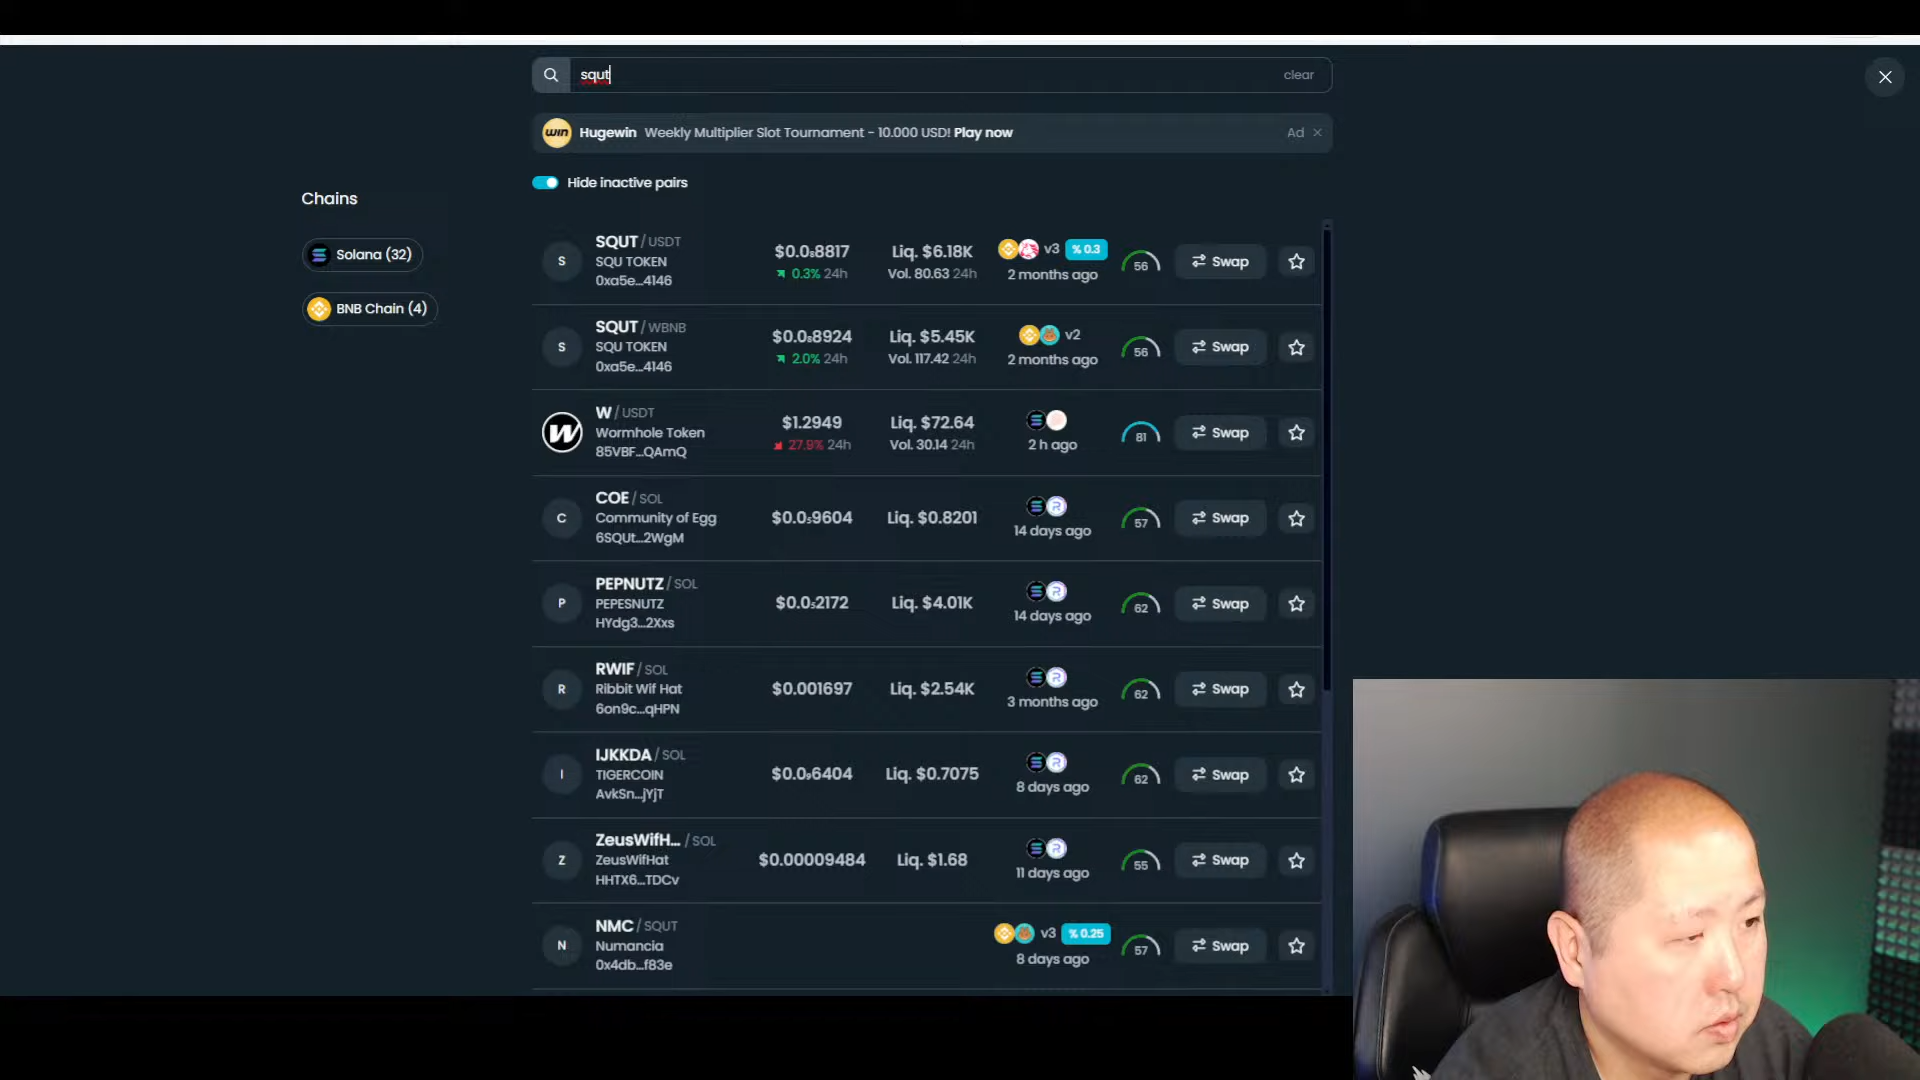 squt
clear
WIN Hugewin Weekly Multiplier Slot Tournament - 10.000 USD! Play now Ad
Hide inactive pairs
Chains
Solana (32)
BNB Chain (4)
S SQUT / USDT
SQU TOKEN
0xa5e...4146
$0.0₈8817
0.3% 24h
Liq. $6.18K
Vol. 80.63 24h
v3 % 0.3
2 months ago
56
Swap
S SQUT / WBNB
SQU TOKEN
0xa5e...4146
$0.0₈8924
2.0% 24h
Liq. $5.45K
Vol. 117.42 24h
v2
2 months ago
56
Swap
W W / USDT
Wormhole Token
85VBF...QAmQ
$1.2949
27.9% 24h
Liq. $72.64
Vol. 30.14 24h
2 h ago
81
Swap
C COE / SOL
Community of Egg
6SQUt...2WgM
$0.0₅9604
Liq. $0.8201
14 days ago
57
Swap
P PEPNUTZ / SOL
PEPESNUTZ
HYdg3...2Xxs
$0.0₅2172
Liq. $4.01K
14 days ago
62
Swap
R RWIF / SOL
Ribbit Wif Hat
6on9c...qHPN
$0.001697
Liq. $2.54K
3 months ago
62
Swap
I IJKKDA / SOL
TIGERCOIN
AvkSn...jYjT
$0.0₉6404
Liq. $0.7075
8 days ago
62
Swap
Z ZeusWifH... / SOL
ZeusWifHat
HHTX6...TDCv
$0.00009484
Liq. $1.68
11 days ago
55
Swap
N NMC / SQUT
Numancia
0x4db...f83e
v3 % 0.25
8 days ago
57
Swap